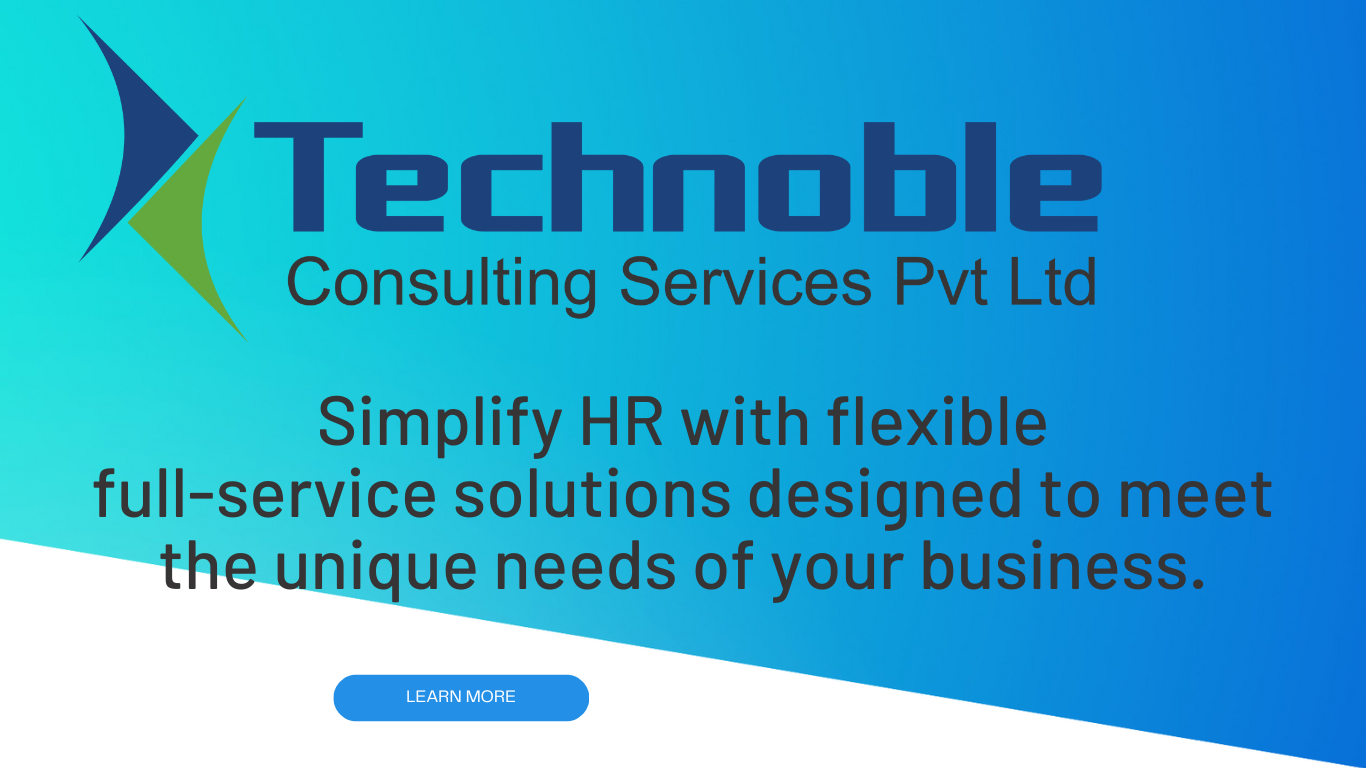 Technoble
Consulting Services Pvt Ltd
Simplify HR with flexible
full-service solutions designed to meet
the unique needs of your business.
LEARN MORE